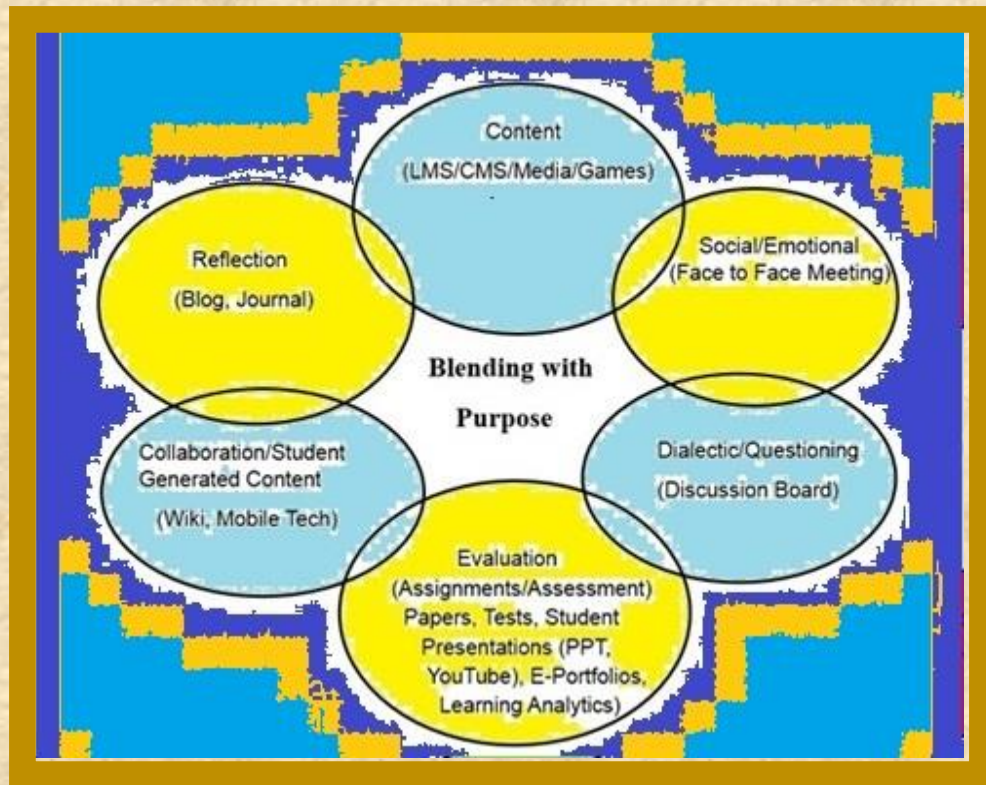 Content
(LMS/CMS/Media/Games)
Social/Emotional
(Face to Face Meeting)
Reflection
(Blog, Journal)
Blending with
Purpose
Collaboration/Student
Generated Content
(Wiki, Mobile Tech)
Dialectic/Questioning
(Discussion Board)
Evaluation
(Assignments/Assessment)
Papers, Tests, Student
Presentations (PPT,
YouTube), E-Portfolios,
Learning Analytics)